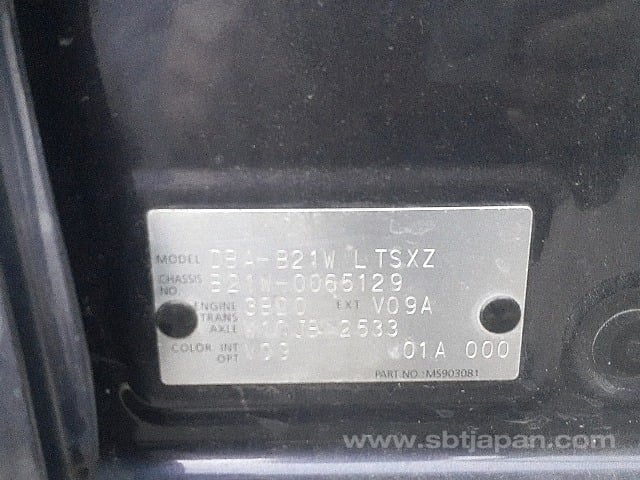 MODEL DBA-B21W LTSXZ
CHASSIS NO. B21W-0065129
ENGINE 3B20 EXT V09A
TRANS AXLE 2533
COLOR INT OPT V09 01A 000
PART NO : M5903081
www.sbtjapan.com